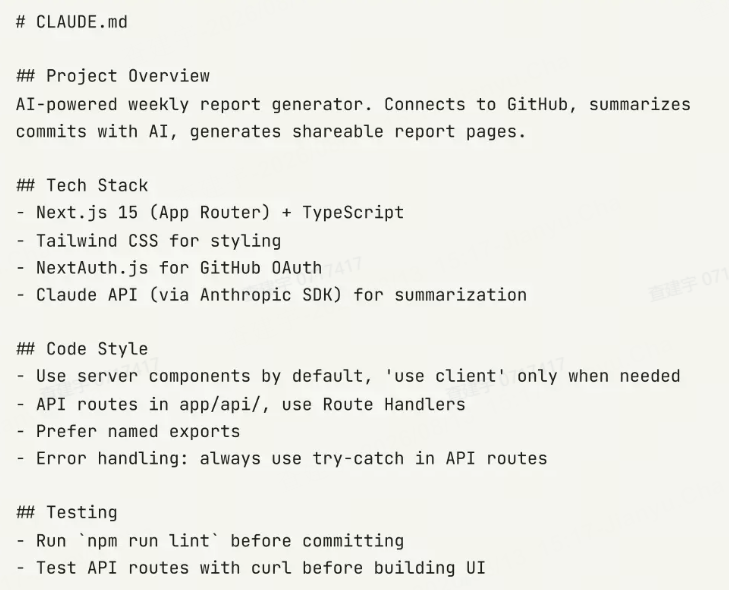 # CLAUDE.md
## Project Overview
AI-powered weekly report generator. Connects to GitHub, summarizes
commits with AI, generates shareable report pages.
## Tech Stack
- Next.js 15 (App Router) + TypeScript
- Tailwind CSS for styling
- NextAuth.js for GitHub OAuth
- Claude API (via Anthropic SDK) for summarization
## Code Style
- Use server components by default, 'use client' only when needed
- API routes in app/api/, use Route Handlers
- Prefer named exports
- Error handling: always use try-catch in API routes
## Testing
- Run `npm run lint` before committing
- Test API routes with curl before building UI